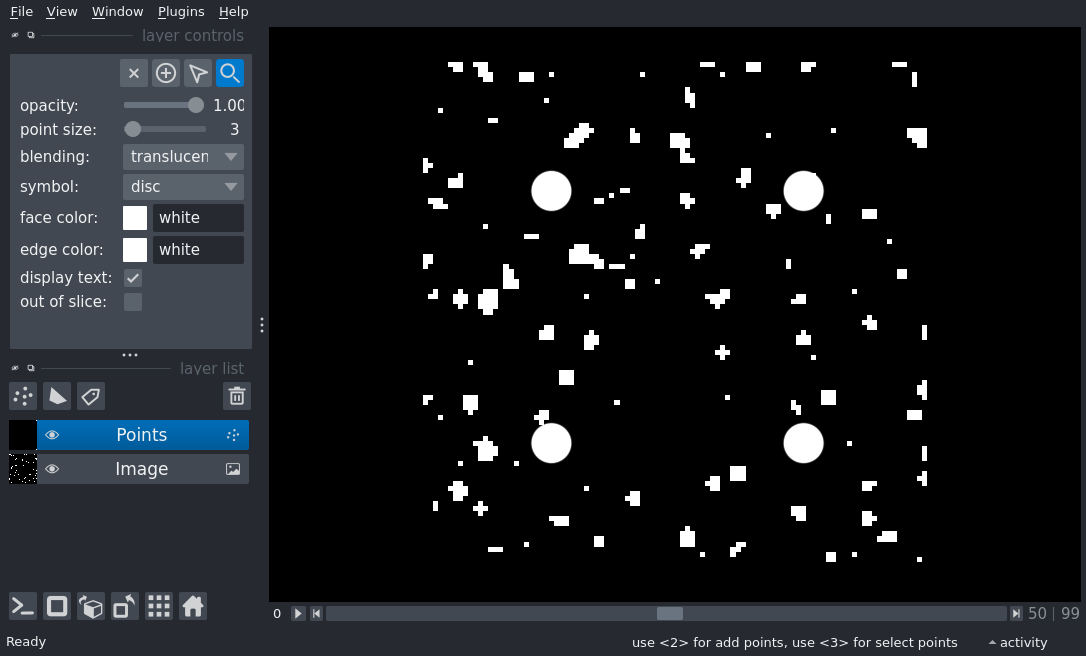 File View Window Plugins Help
layer controls
opacity: 1.00
point size: 3
blending: translucen
symbol: disc
face color: white
edge color: white
display text:
out of slice:
layer list
Points
Image
0 50 | 99
Ready use <2> for add points, use <3> for select points activity